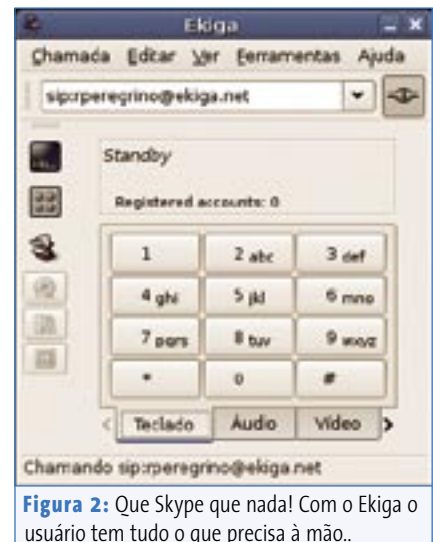 Ekiga
Chamada Editar Ver Ferramentas Ajuda
sip:rperegrino@ekiga.net
Standby
Registered accounts: 0
1 2 abc 3 def
4 ghi 5 jkl 6 mno
7 pqrs 8 tuv 9 wxyz
* 0 #
Teclado Áudio Vídeo
Chamando sip:rperegrino@ekiga.net
Figura 2: Que Skype que nada! Com o Ekiga o
usuário tem tudo o que precisa à mão..